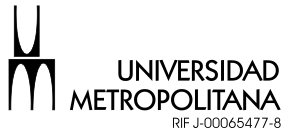 UNIVERSIDAD
METROPOLITANA
RIF J-00065477-8